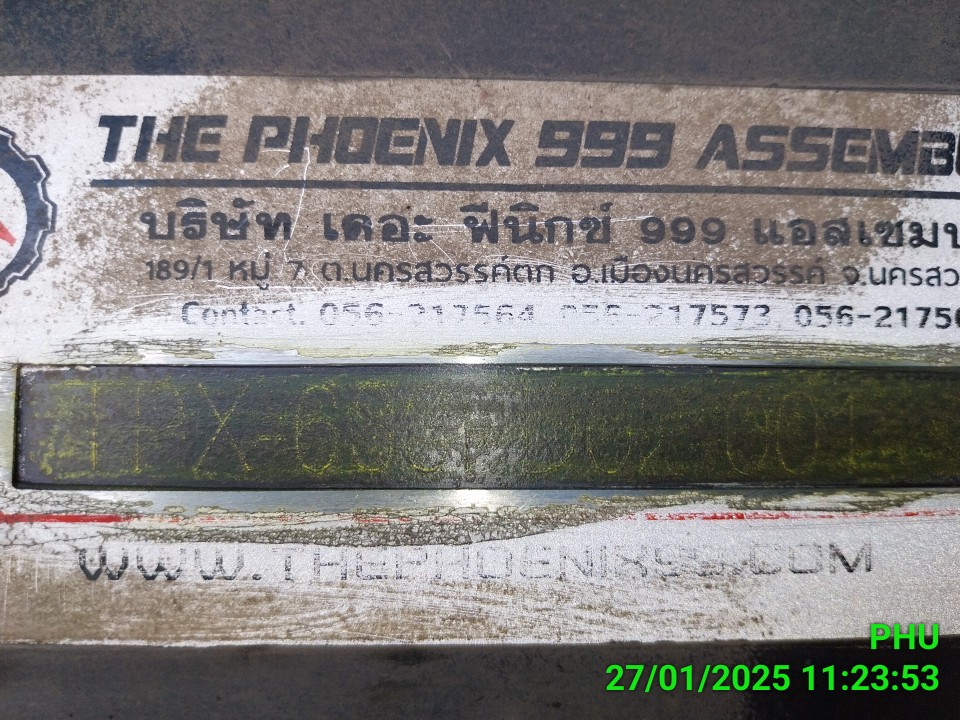 THE PHOENIX 999 ASSEMB
บริษัท เดอะ ฟีนิกซ์ 999 แอสเซมบ
189/1 หมู่ 7 ต.นครสวรรค์ตก อ.เมืองนครสวรรค์ จ.นครสว
Contact. 056-217564, 056-217573, 056-21756
WWW.THEPHOENIX99.COM
PHU
27/01/2025 11:23:53